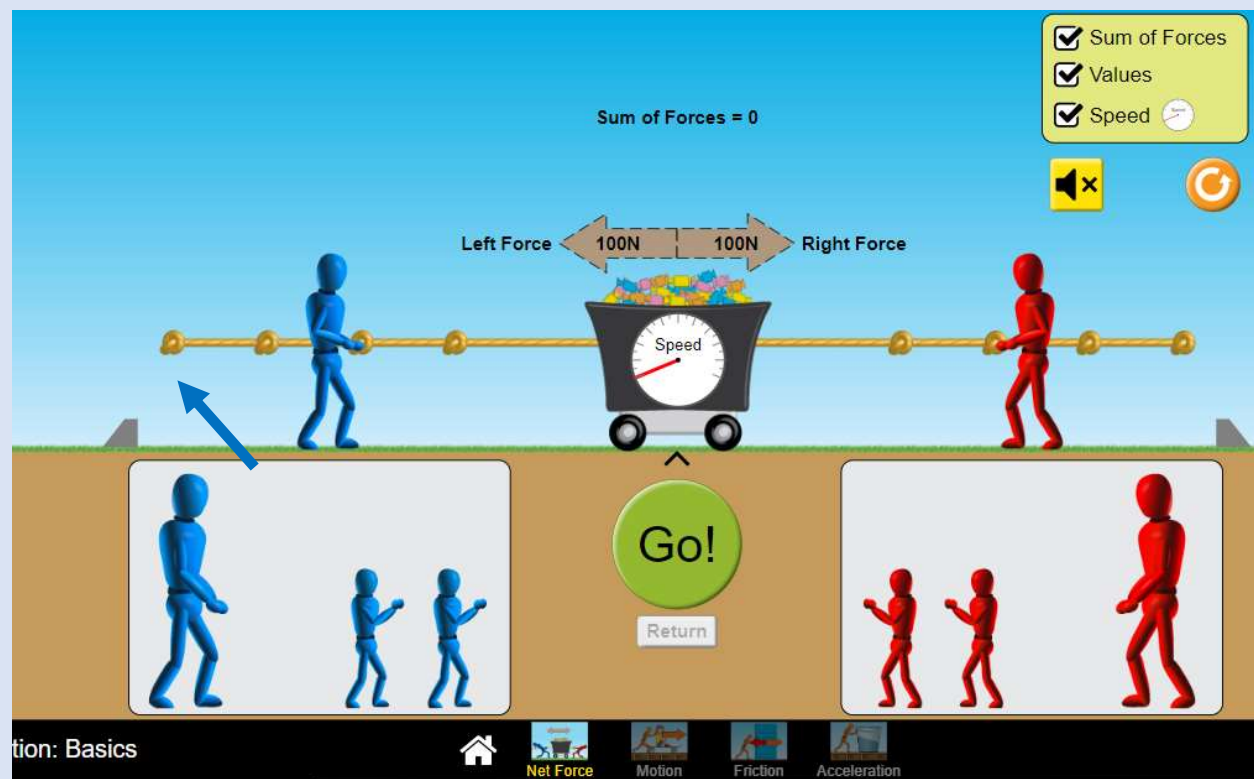 Sum of Forces
Values
Speed
Sum of Forces = 0
Left Force 100N 100N Right Force
Speed
Go!
Return
tion: Basics
Net Force Motion Friction Acceleration